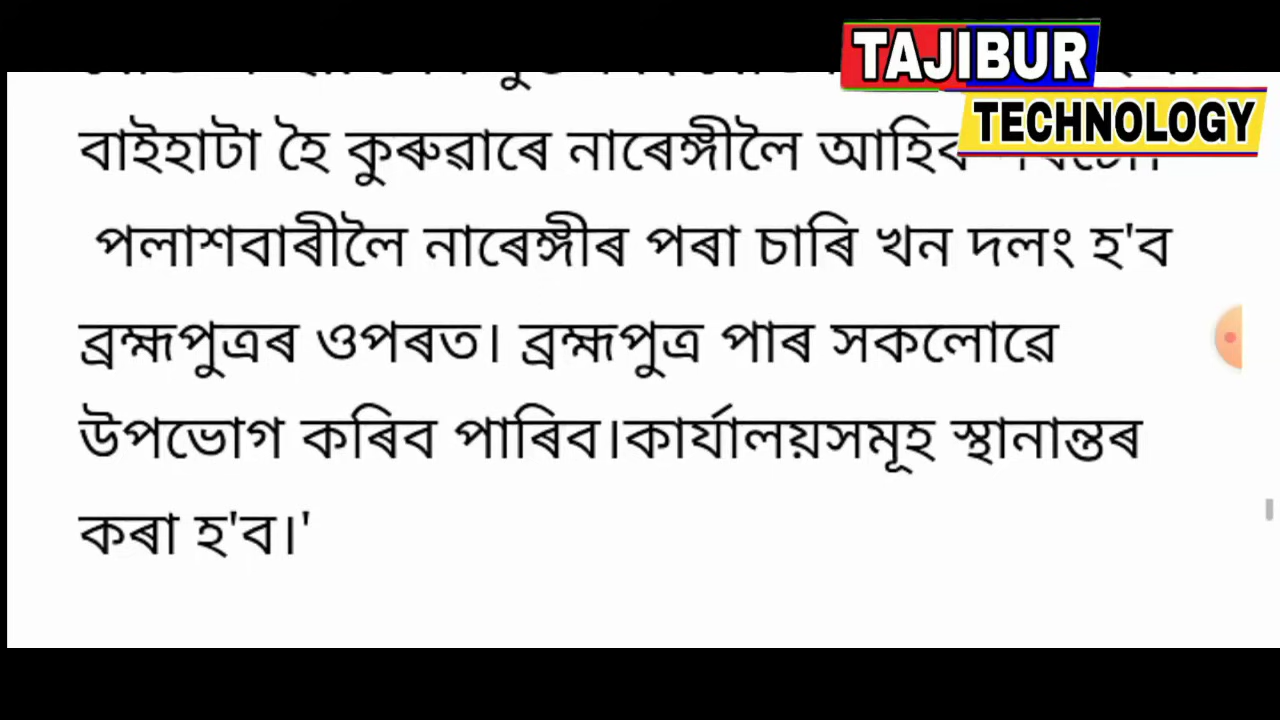 TAJIBUR
TECHNOLOGY
বাইহাটা হৈ কুৰুৱাৰে নাৰেঙ্গীলৈ আহিব
পলাশবাৰীলৈ নাৰেঙ্গীৰ পৰা চাৰি খন দলং হ'ব
ব্ৰহ্মপুত্ৰৰ ওপৰত। ব্ৰহ্মপুত্ৰ পাৰ সকলোৱে
উপভোগ কৰিব পাৰিব।কাৰ্যালয়সমূহ স্থানান্তৰ
কৰা হ'ব।'